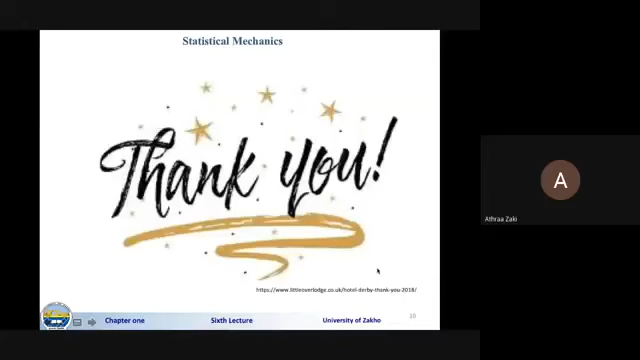 Statistical Mechanics
Thank you!
https://www.littleoverlodge.co.uk/hotel-derby-thank-you-2018/
10
Chapter one
Sixth Lecture
University of Zakho
A
Athraa Zaki